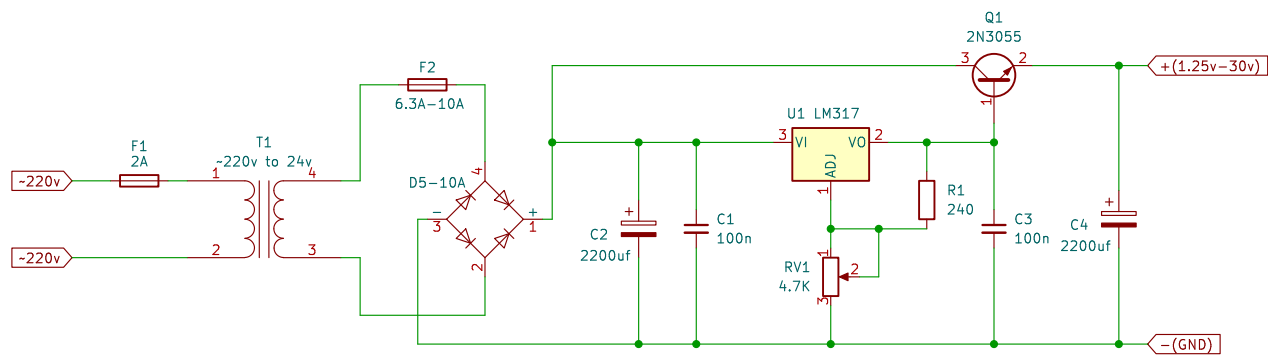 ~220v
F1
2A
T1
~220v to 24v
1
2
4
3
~220v
F2
6.3A-10A
D5-10A
4
-
3
+
1
2
+
C2
2200uf
C1
100n
U1 LM317
3
VI
VO
2
ADJ
1
R1
240
RV1
4.7K
1
2
3
Q1
2N3055
3
2
1
C3
100n
+
C4
2200uf
+(1.25v-30v)
-(GND)